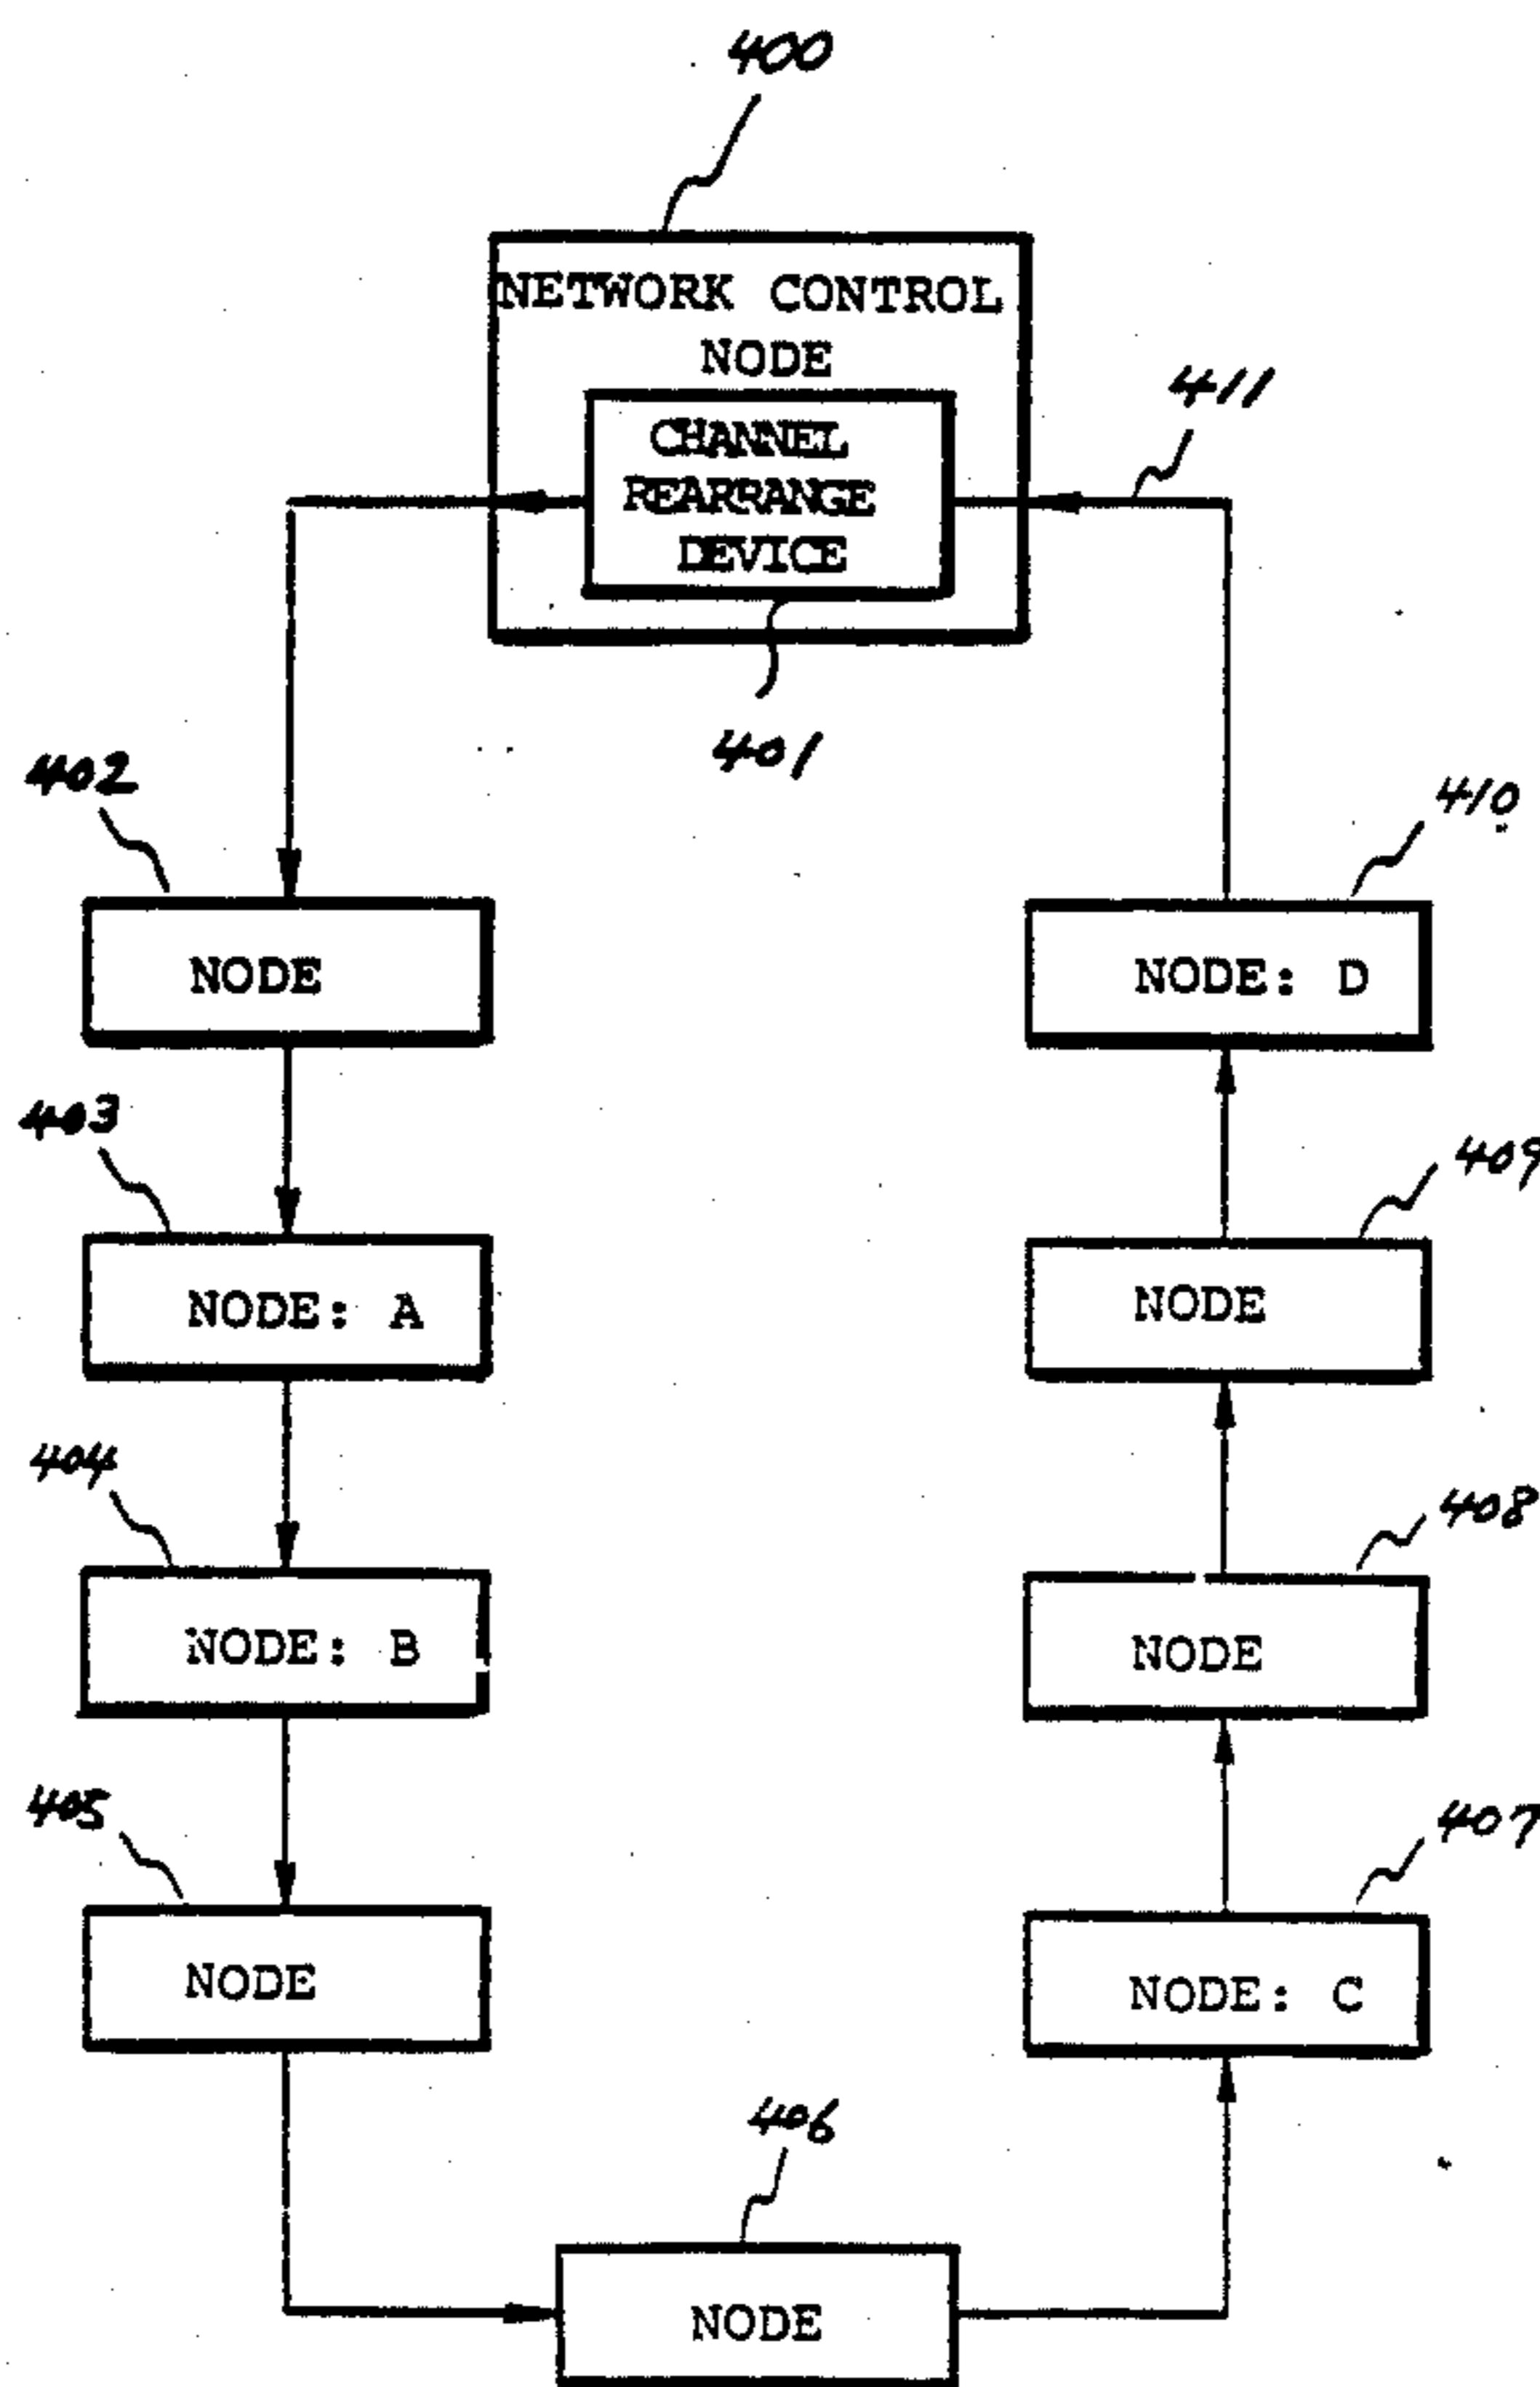 400
NETWORK CONTROL
NODE
411
CHANNEL
REARRANGE
DEVICE
401
402
410
NODE
NODE: D
403
409
NODE: A
NODE
404
408
NODE: B
NODE
405
407
NODE
NODE: C
406
NODE